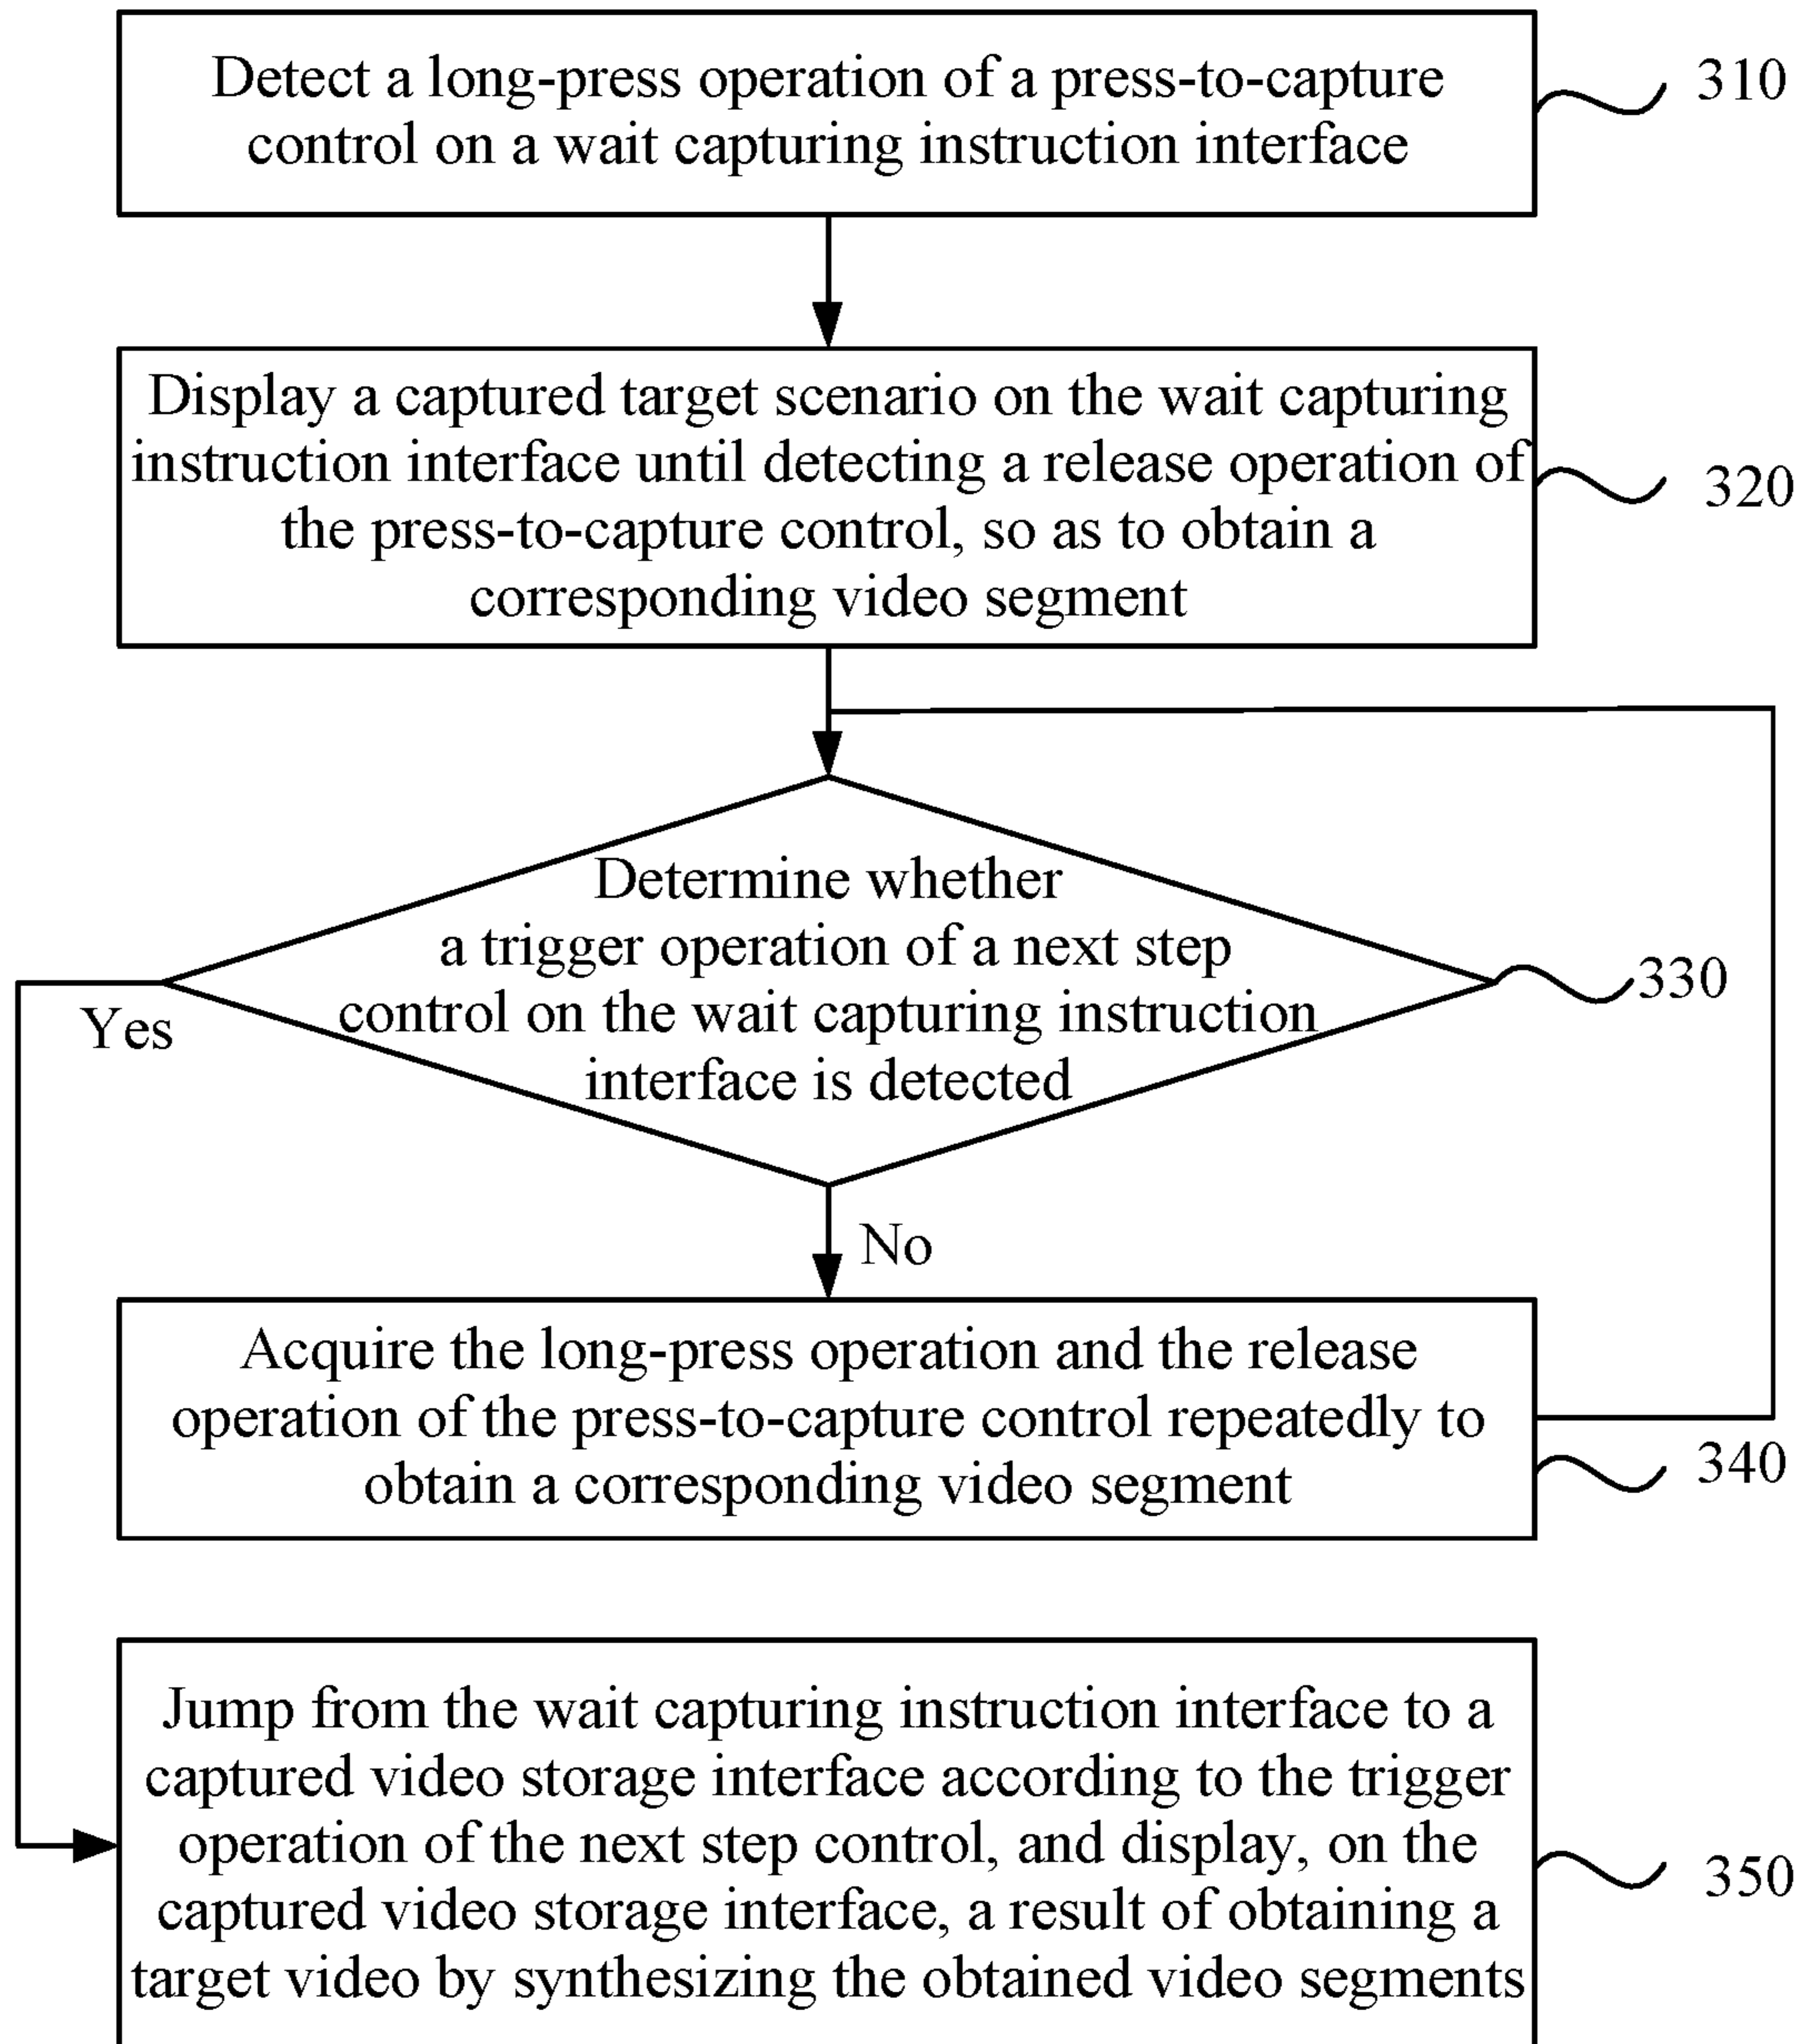 Detect a long-press operation of a press-to-capture
control on a wait capturing instruction interface
310
Display a captured target scenario on the wait capturing
instruction interface until detecting a release operation of
the press-to-capture control, so as to obtain a
corresponding video segment
320
Determine whether
a trigger operation of a next step
control on the wait capturing instruction
interface is detected
330
Yes
No
Acquire the long-press operation and the release
operation of the press-to-capture control repeatedly to
obtain a corresponding video segment
340
Jump from the wait capturing instruction interface to a
captured video storage interface according to the trigger
operation of the next step control, and display, on the
captured video storage interface, a result of obtaining a
target video by synthesizing the obtained video segments
350